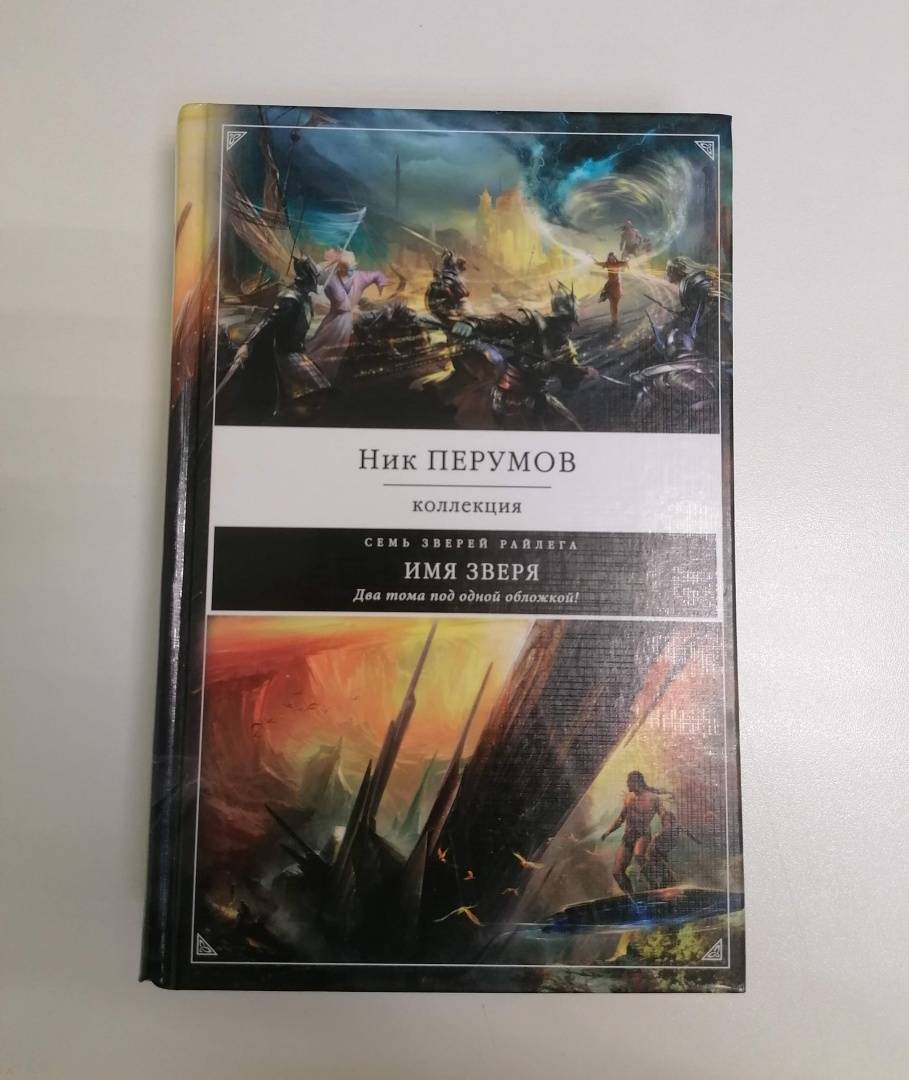 Ник ПЕРУМОВ
коллекция
СЕМЬ ЗВЕРЕЙ РАЙЛЕГА
ИМЯ ЗВЕРЯ
Два тома под одной обложкой!